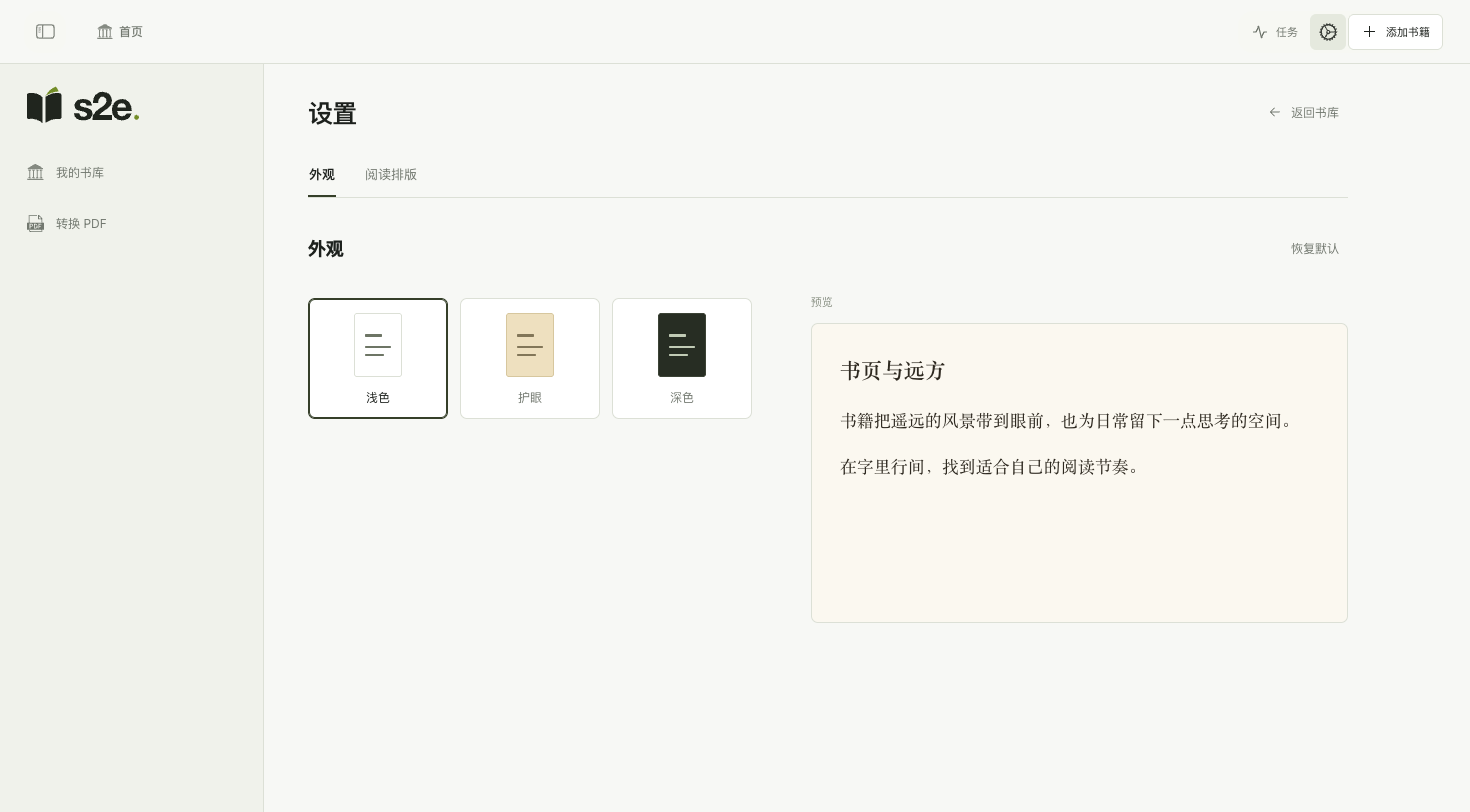 首页
任务
添加书籍
s2e.
我的书库
转换 PDF
设置
返回书库
外观
阅读排版
外观
恢复默认
浅色
护眼
深色
预览
书页与远方
书籍把遥远的风景带到眼前，也为日常留下一点思考的空间。
在字里行间，找到适合自己的阅读节奏。